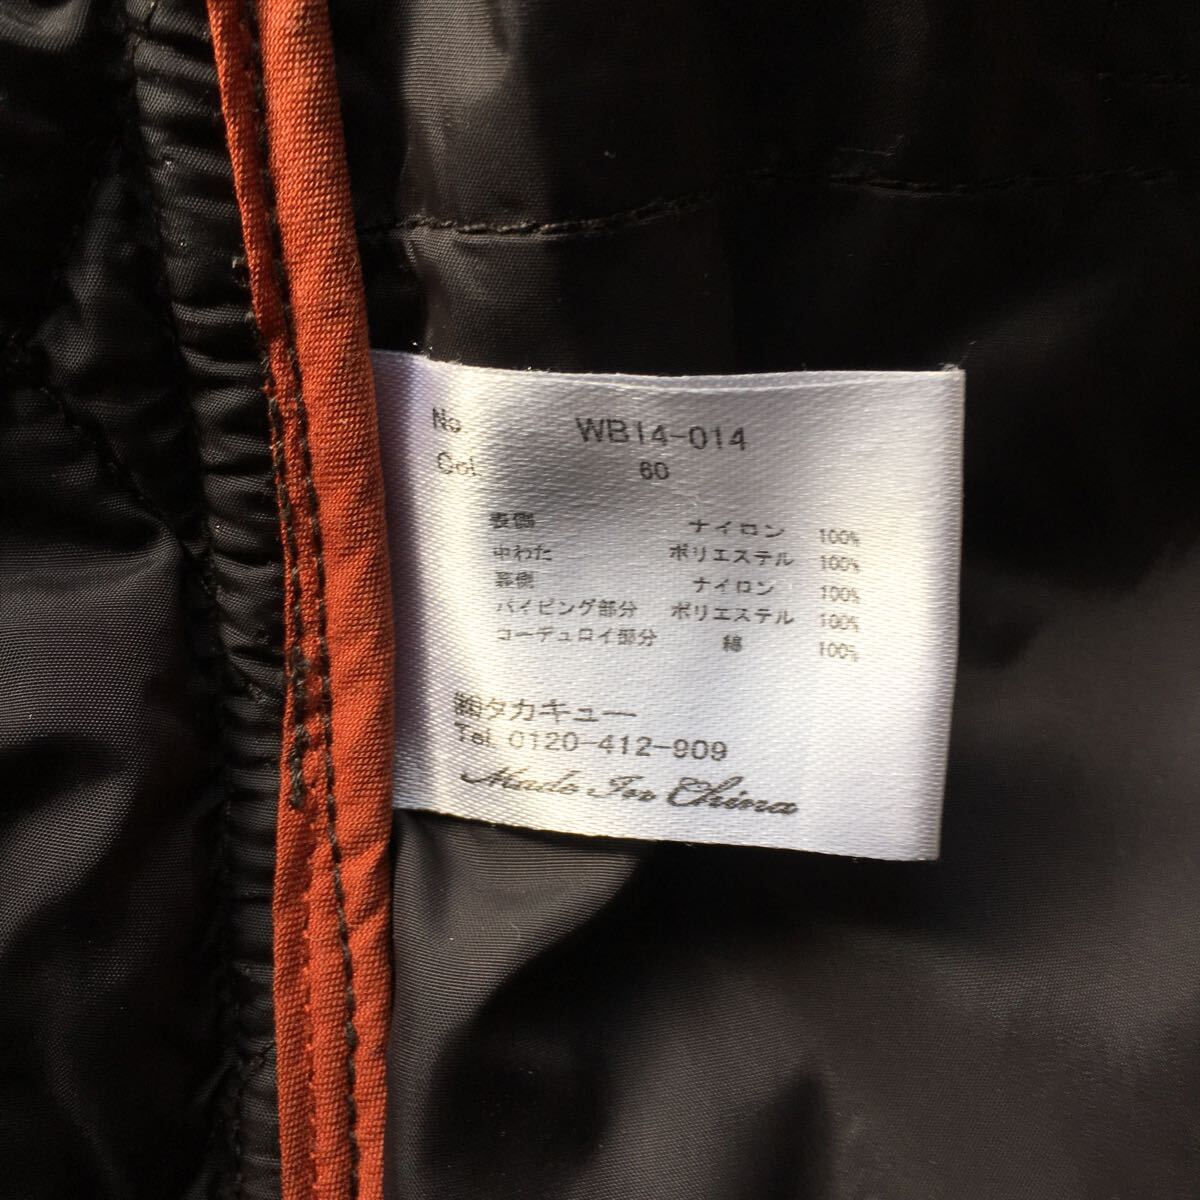 No. WB14-014
Col. 60
表側 ナイロン 100%
中わた ポリエステル 100%
裏側 ナイロン 100%
パイピング部分 ポリエステル 100%
コーデュロイ部分 綿 100%
㈱タカキュー
Tel. 0120-412-909
Made In China